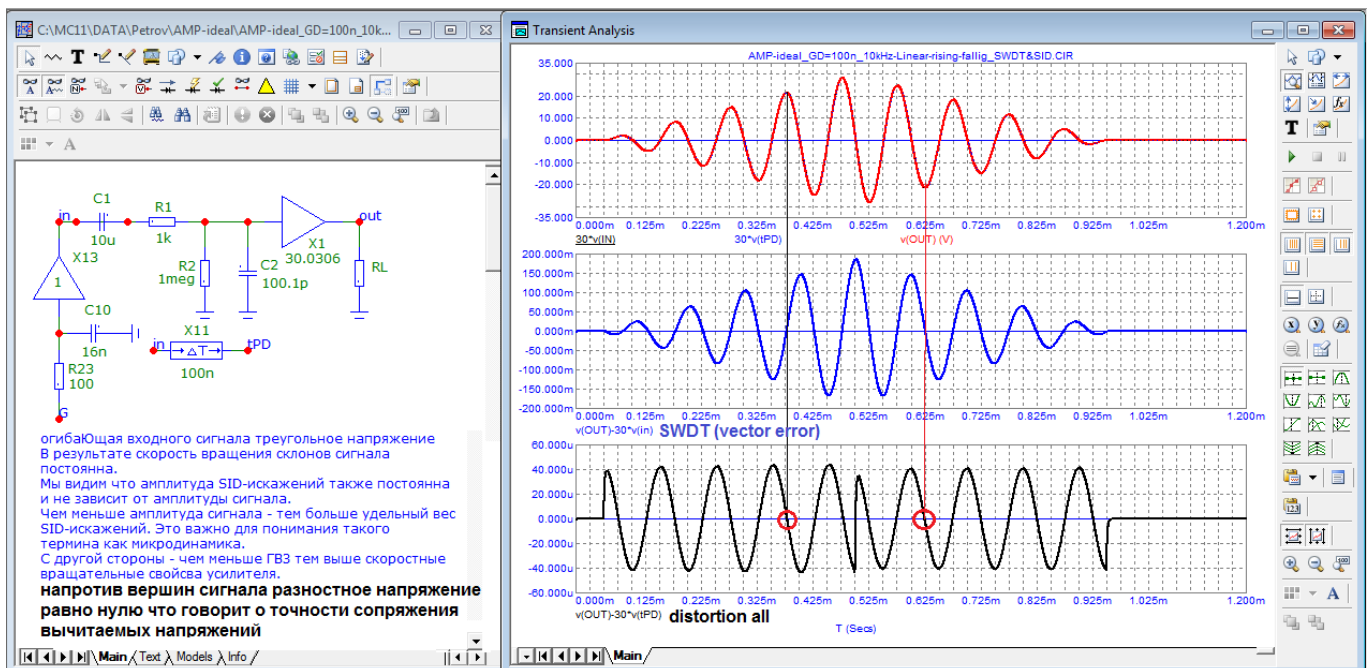 C:\MC11\DATA\Petrov\AMP-ideal\AMP-ideal_GD=100n_10k...
Transient Analysis
in
C1
10u
R1
1k
X13
1
R2
1meg
C2
100.1p
X1
30.0306
out
RL
C10
16n
R23
100
G
X11
in
ΔT
tPD
100n
огибаЮщая входного сигнала треугольное напряжение
В результате скорость вращения склонов сигнала
постоянна.
Мы видим что амплитуда SID-искажений также постоянна
и не зависит от амплитуды сигнала.
Чем меньше амплитуда сигнала - тем больше удельный вес
SID-искажений. Это важно для понимания такого
термина как микродинамика.
С другой стороны - чем меньше ГВЗ тем выше скоростные
вращательные свойсва усилителя.
напротив вершин сигнала разностное напряжение
равно нулю что говорит о точности сопряжения
вычитаемых напряжений
Main Text Models Info
AMP-ideal_GD=100n_10kHz-Linear-rising-fallig_SWDT&SID.CIR
35.000
20.000
10.000
0.000
-10.000
-20.000
-35.000
0.000m 0.125m 0.225m 0.325m 0.425m 0.525m 0.625m 0.725m 0.825m 0.925m 1.025m 1.200m
30*v(IN) 30*v(tPD) v(OUT) (V)
200.000m
150.000m
100.000m
50.000m
0.000m
-50.000m
-100.000m
-150.000m
-200.000m
0.000m 0.125m 0.225m 0.325m 0.425m 0.525m 0.625m 0.725m 0.825m 0.925m 1.025m 1.200m
v(OUT)-30*v(in) SWDT (vector error)
60.000u
40.000u
20.000u
0.000u
-20.000u
-40.000u
-60.000u
0.000m 0.125m 0.225m 0.325m 0.425m 0.525m 0.625m 0.725m 0.825m 0.925m 1.025m 1.200m
v(OUT)-30*v(tPD) distortion all
T (Secs)
Main